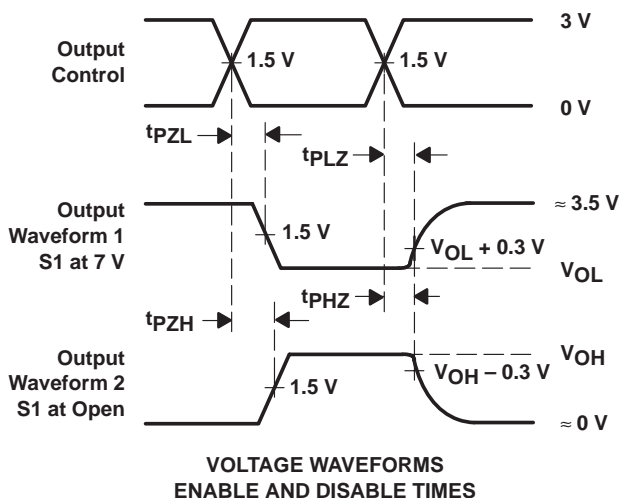 3 V
Output
Control
1.5 V
1.5 V
0 V
tPZL
tPLZ
Output
Waveform 1
S1 at 7 V
≈ 3.5 V
1.5 V
VOL + 0.3 V
VOL
tPHZ
tPZH
Output
Waveform 2
S1 at Open
VOH
VOH − 0.3 V
1.5 V
≈ 0 V
VOLTAGE WAVEFORMS
ENABLE AND DISABLE TIMES